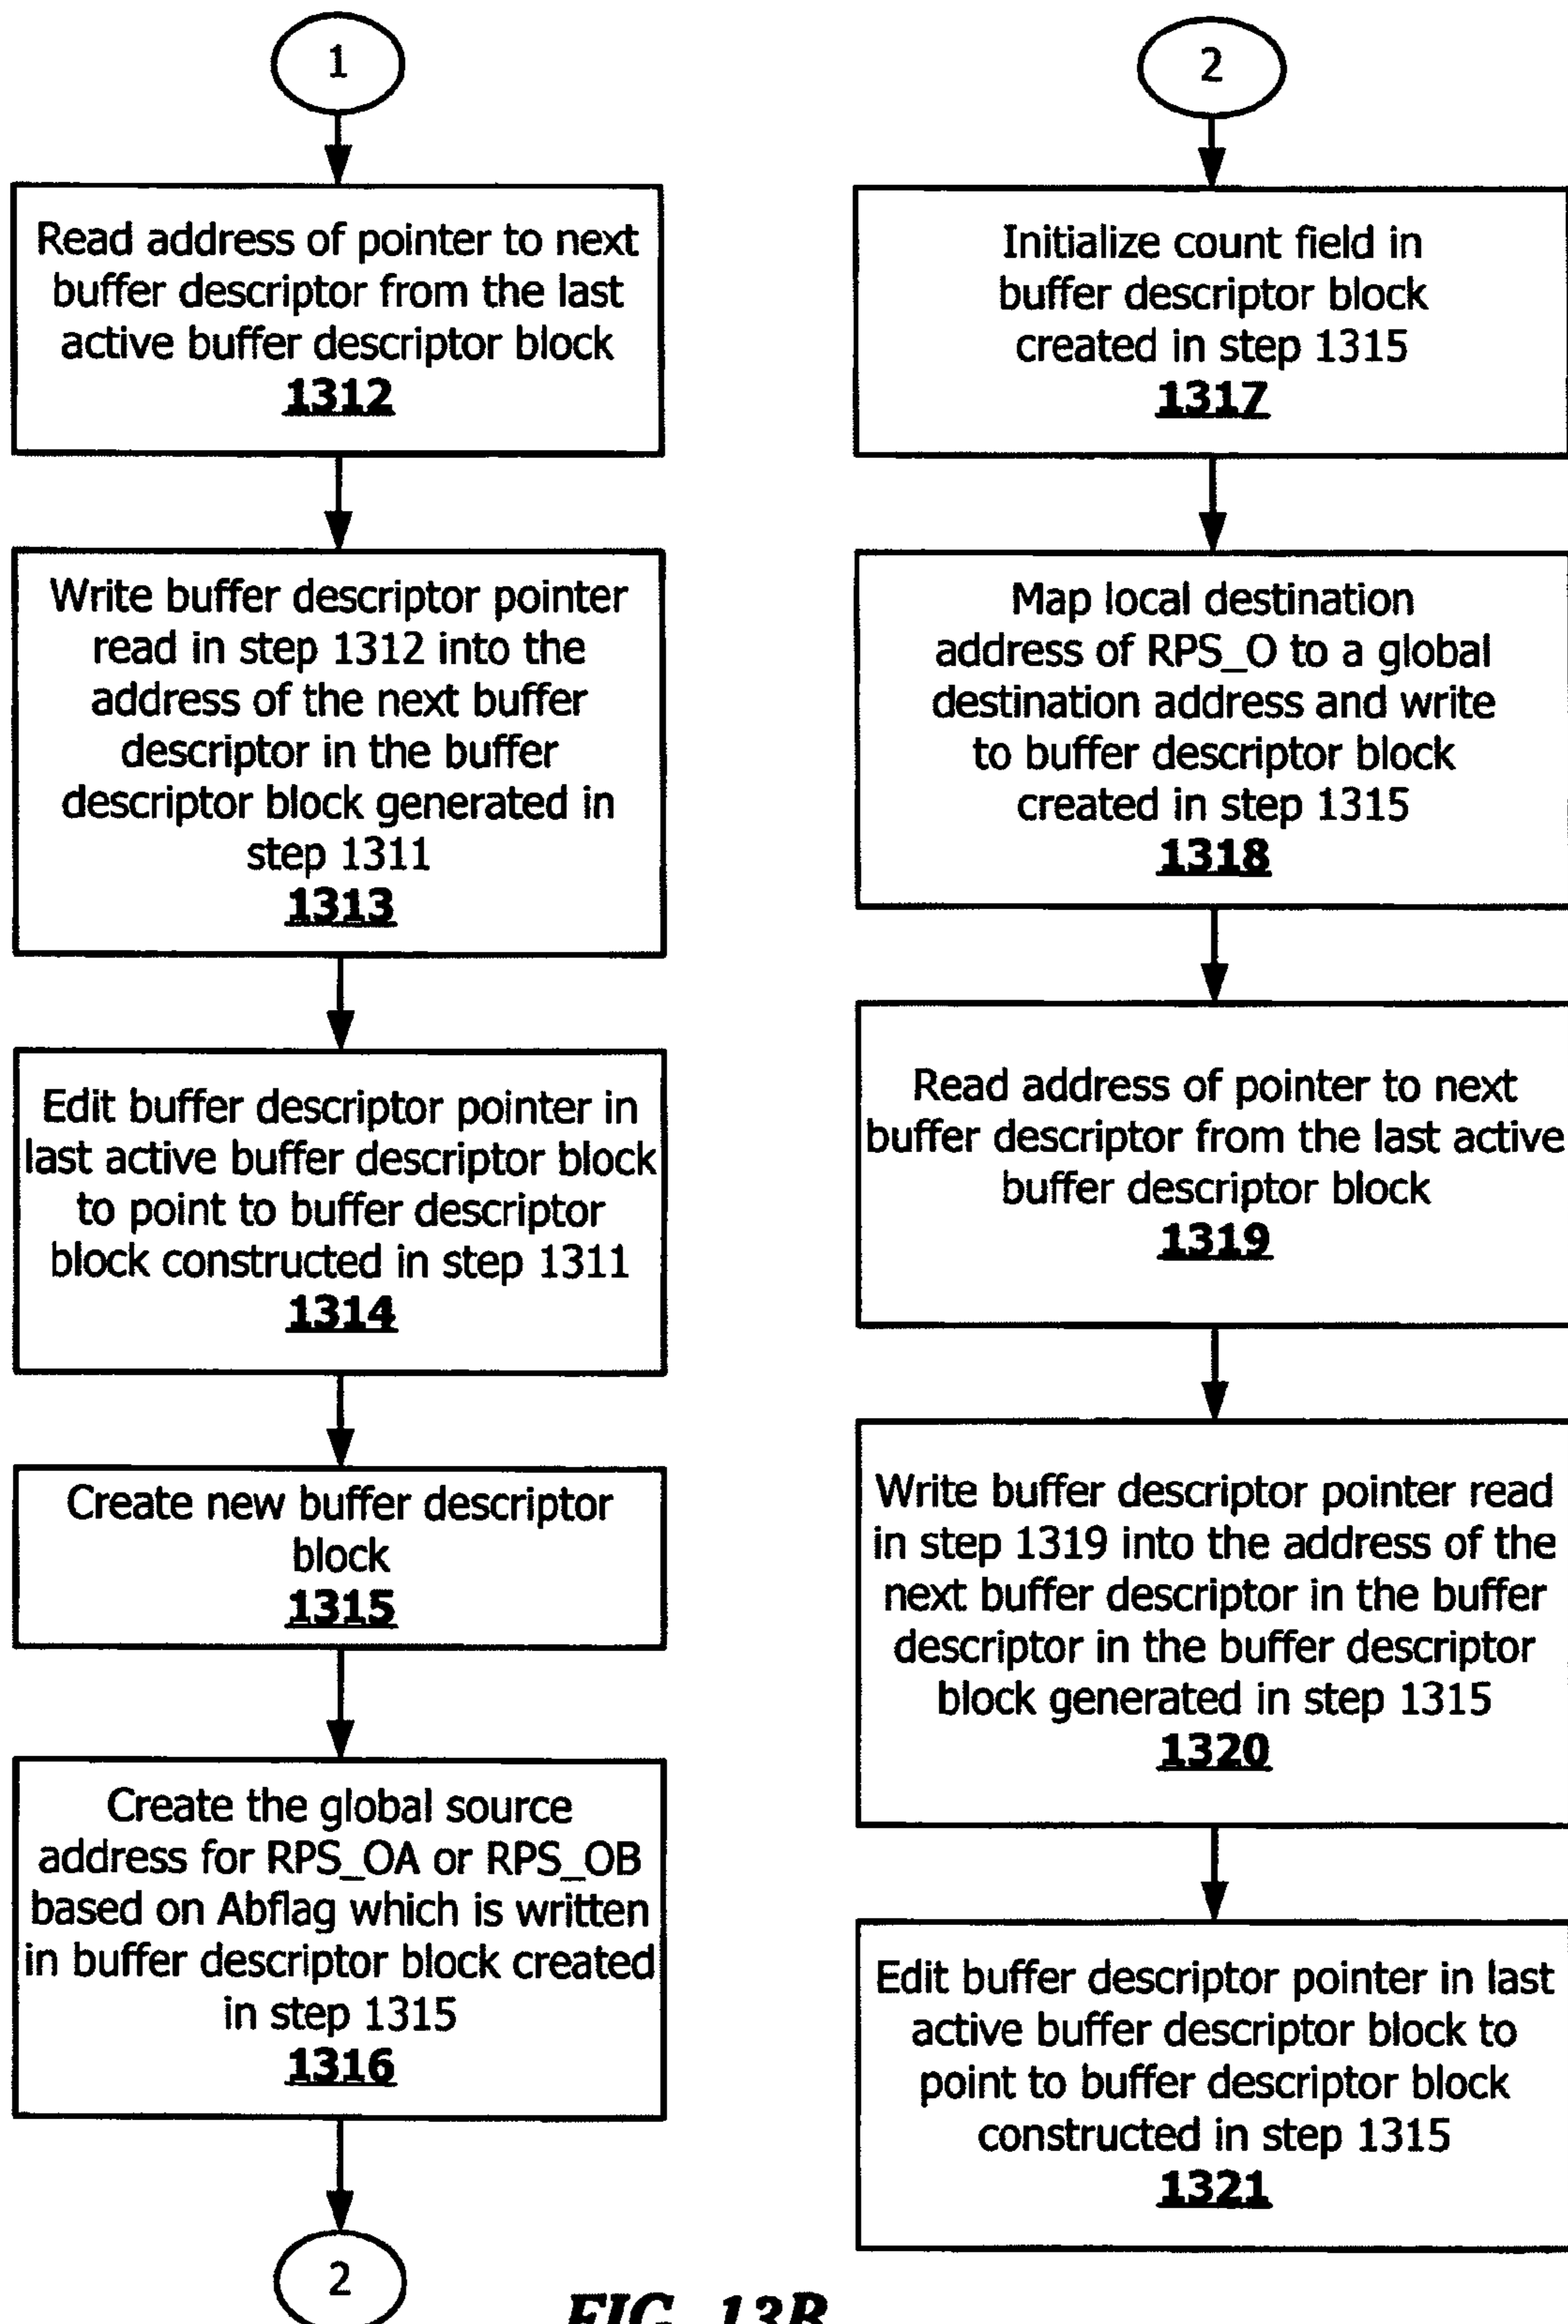 1
Read address of pointer to next
buffer descriptor from the last
active buffer descriptor block
1312
Write buffer descriptor pointer
read in step 1312 into the
address of the next buffer
descriptor in the buffer
descriptor block generated in
step 1311
1313
Edit buffer descriptor pointer in
last active buffer descriptor block
to point to buffer descriptor
block constructed in step 1311
1314
Create new buffer descriptor
block
1315
Create the global source
address for RPS_OA or RPS_OB
based on Abflag which is written
in buffer descriptor block created
in step 1315
1316
2
2
Initialize count field in
buffer descriptor block
created in step 1315
1317
Map local destination
address of RPS_O to a global
destination address and write
to buffer descriptor block
created in step 1315
1318
Read address of pointer to next
buffer descriptor from the last active
buffer descriptor block
1319
Write buffer descriptor pointer read
in step 1319 into the address of the
next buffer descriptor in the buffer
descriptor in the buffer descriptor
block generated in step 1315
1320
Edit buffer descriptor pointer in last
active buffer descriptor block to
point to buffer descriptor block
constructed in step 1315
1321
FIG. 13B